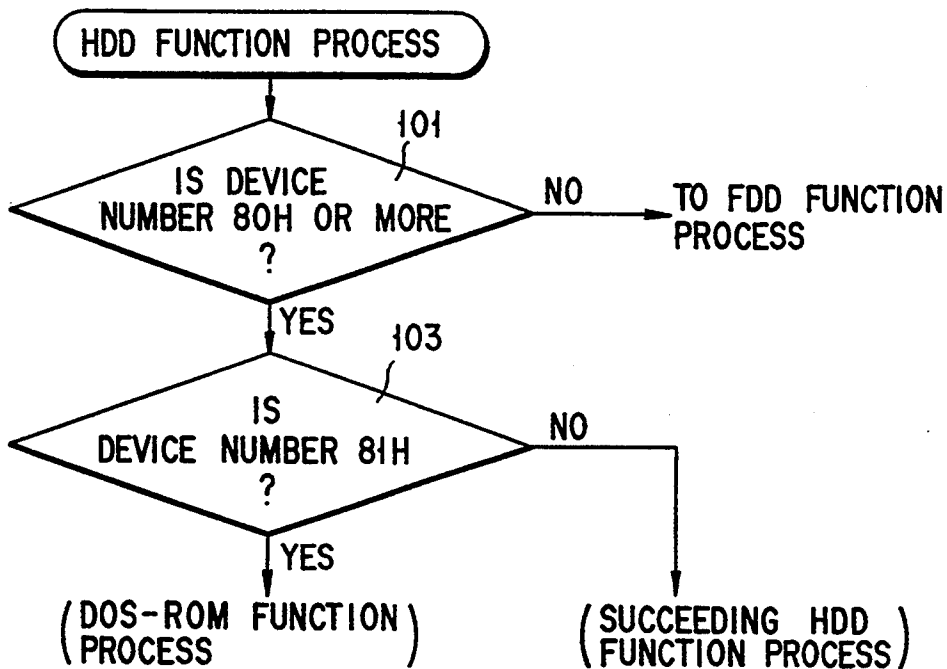 HDD FUNCTION PROCESS
101
IS DEVICE
NUMBER 80H OR MORE
?
NO
TO FDD FUNCTION
PROCESS
YES
103
IS
DEVICE NUMBER 81H
?
NO
YES
(DOS-ROM FUNCTION
PROCESS)
(SUCCEEDING HDD
FUNCTION PROCESS)